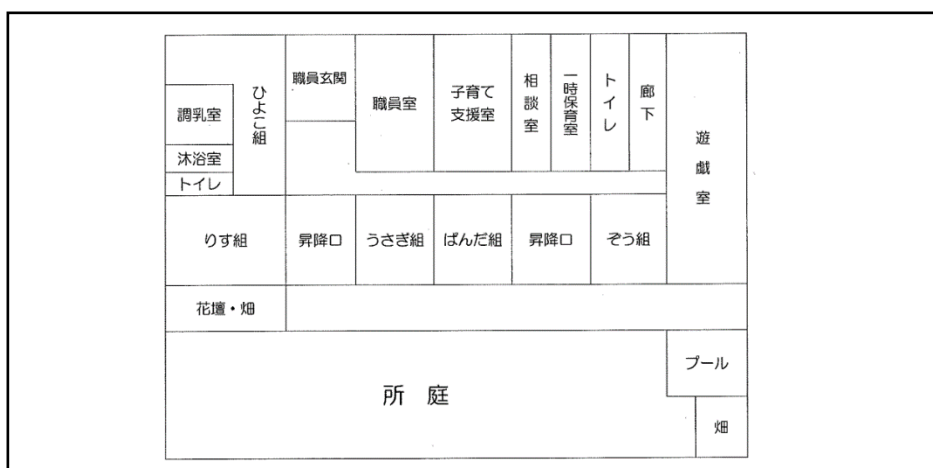 ひよこ組
職員玄関
職員室
子育て
支援室
相談室
一時保育室
トイレ
廊下
遊戯室
調乳室
沐浴室
トイレ
りす組
昇降口
うさぎ組
ぱんだ組
昇降口
ぞう組
花壇・畑
プール
所庭
畑